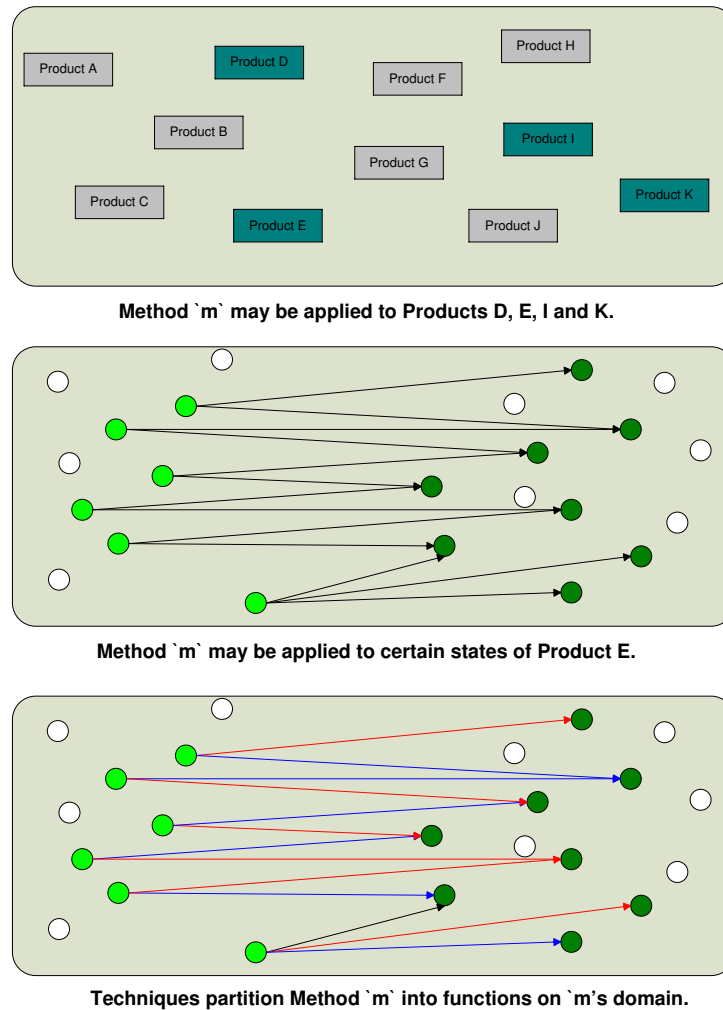 Product H
Product A
Product D
Product F
Product B
Product I
Product G
Product K
Product C
Product E
Product J
Method `m` may be applied to Products D, E, I and K.
Method `m` may be applied to certain states of Product E.
Techniques partition Method `m` into functions on `m's domain.